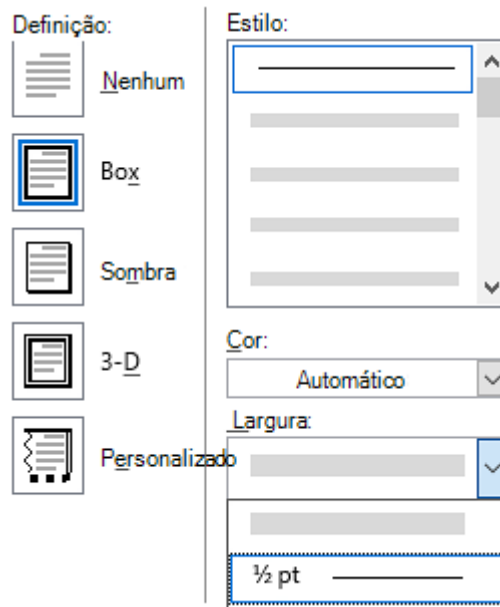 Definição:
Nenhum
Box
Sombra
3-D
Personalizado
Estilo:
Cor:
Automático
Largura:
½ pt